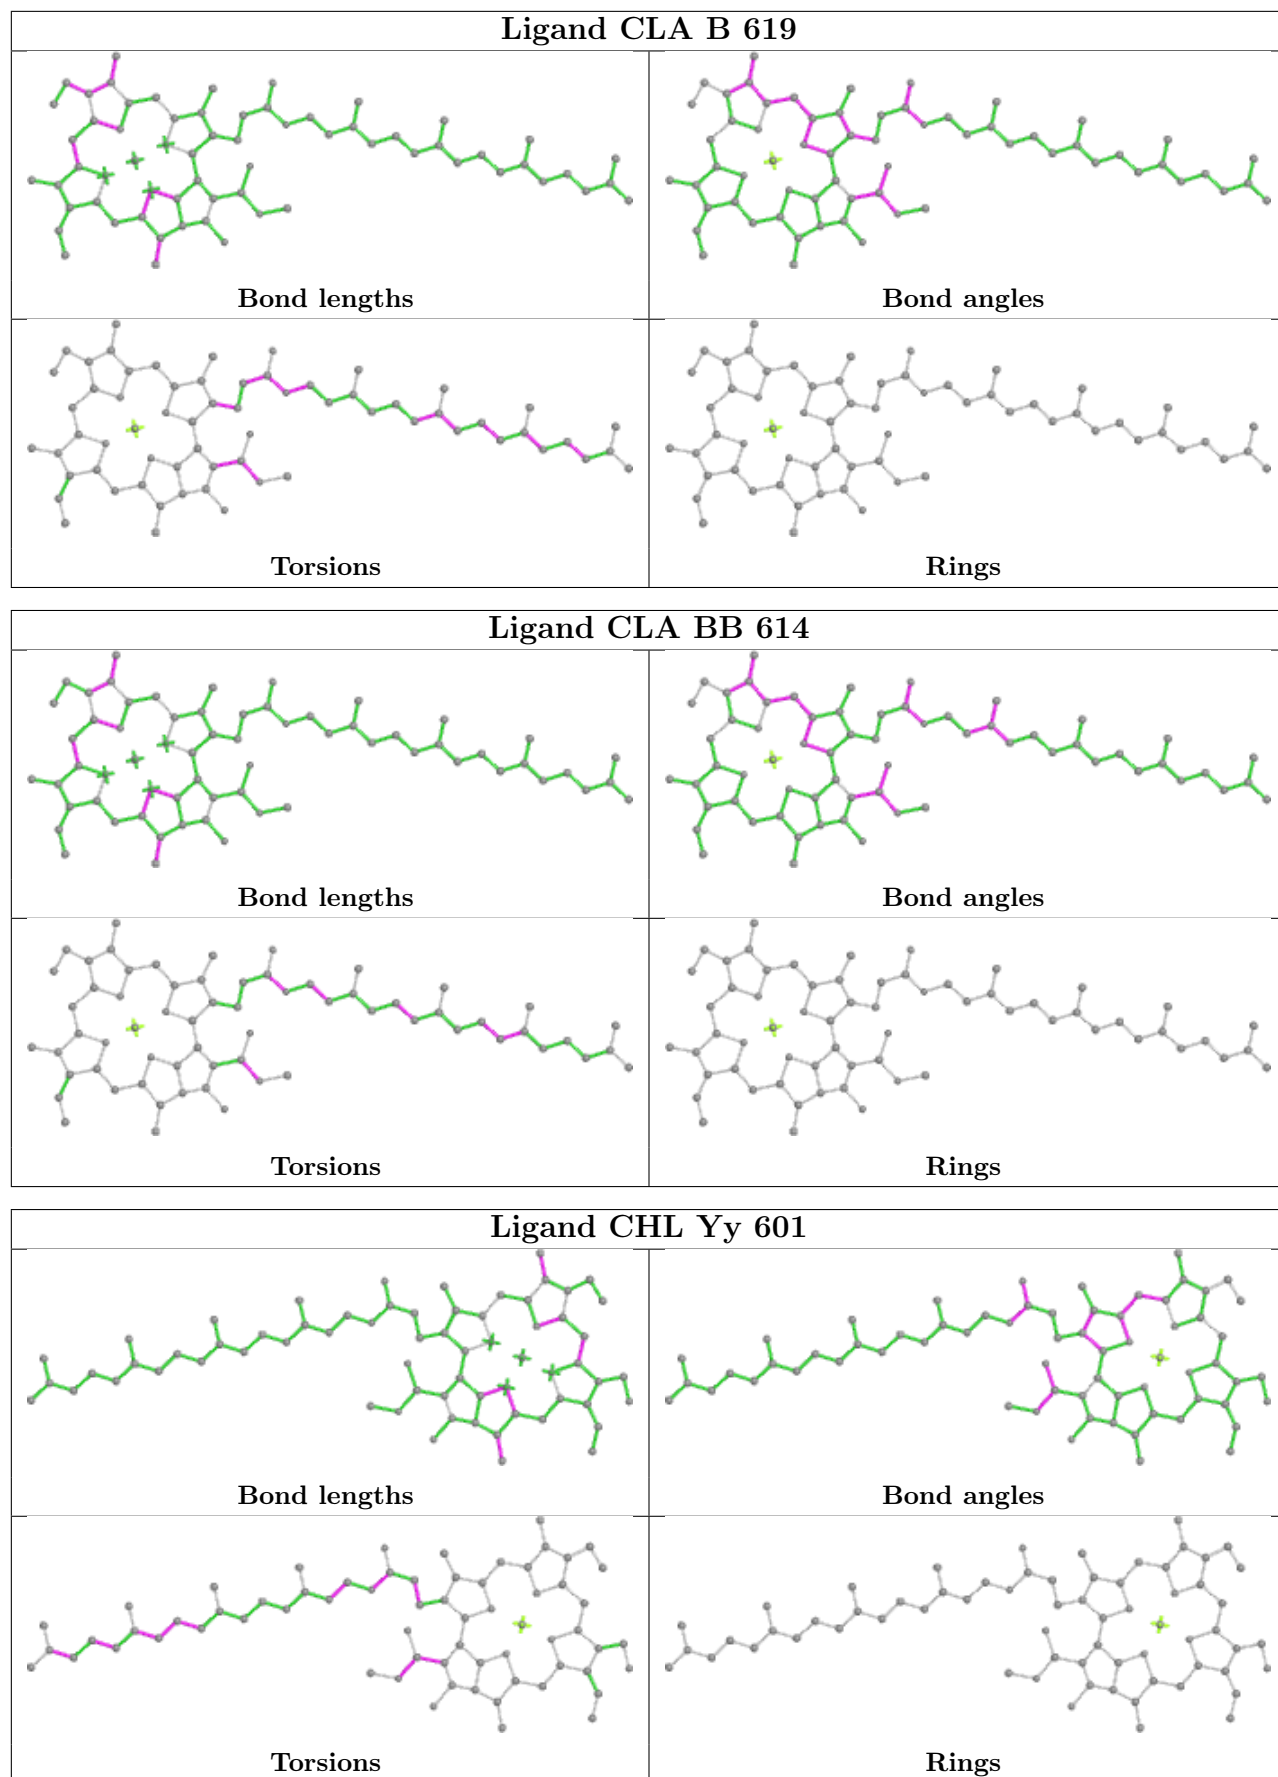 Ligand CLA B 619
Bond lengths
Bond angles
Torsions
Rings
Ligand CLA BB 614
Bond lengths
Bond angles
Torsions
Rings
Ligand CHL Yy 601
Bond lengths
Bond angles
Torsions
Rings